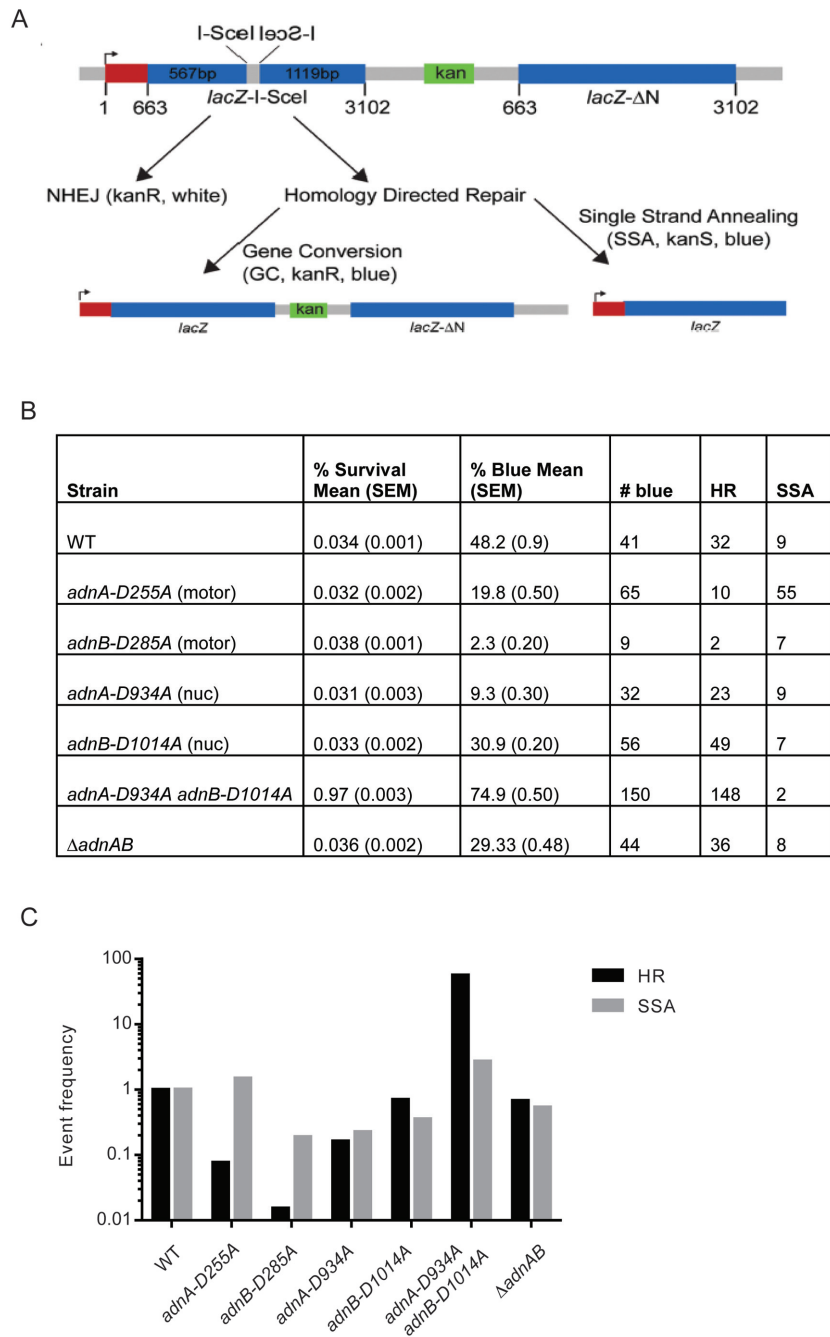 A
I-SceI I-SceI
567bp 1119bp kan
1 663 lacZ-I-SceI 3102 663 lacZ-ΔN 3102
NHEJ (kanR, white) Homology Directed Repair
Single Strand Annealing
(SSA, kanS, blue)
Gene Conversion
(GC, kanR, blue)
kan
lacZ lacZ-ΔN lacZ
B
Strain % Survival Mean (SEM) % Blue Mean (SEM) # blue HR SSA
WT 0.034 (0.001) 48.2 (0.9) 41 32 9
adnA-D255A (motor) 0.032 (0.002) 19.8 (0.50) 65 10 55
adnB-D285A (motor) 0.038 (0.001) 2.3 (0.20) 9 2 7
adnA-D934A (nuc) 0.031 (0.003) 9.3 (0.30) 32 23 9
adnB-D1014A (nuc) 0.033 (0.002) 30.9 (0.20) 56 49 7
adnA-D934A adnB-D1014A 0.97 (0.003) 74.9 (0.50) 150 148 2
ΔadnAB 0.036 (0.002) 29.33 (0.48) 44 36 8
C
Event frequency
100
10
1
0.1
0.01
HR
SSA
WT
adnA-D255A
adnB-D285A
adnA-D934A
adnB-D1014A
adnA-D934A
adnB-D1014A
ΔadnAB